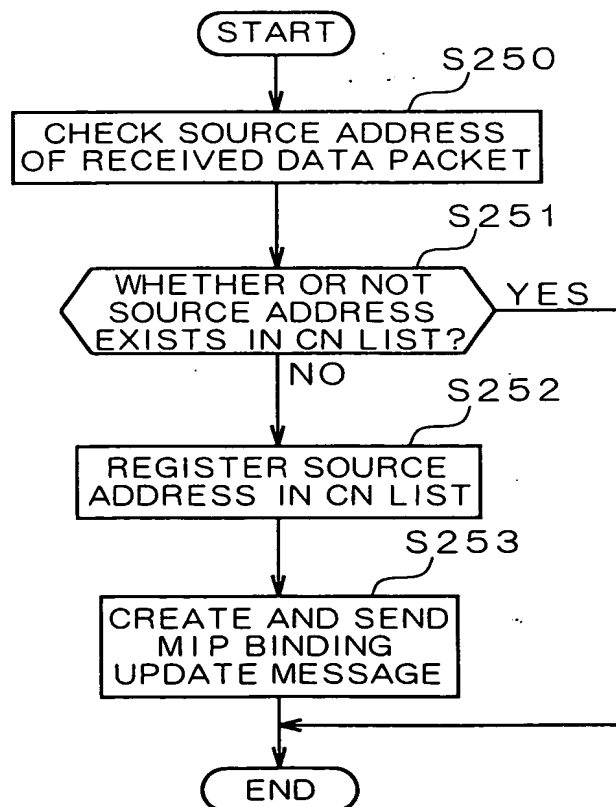 START
S250
CHECK SOURCE ADDRESS
OF RECEIVED DATA PACKET
S251
WHETHER OR NOT
SOURCE ADDRESS
EXISTS IN CN LIST?
YES
NO
S252
REGISTER SOURCE
ADDRESS IN CN LIST
S253
CREATE AND SEND
MIP BINDING
UPDATE MESSAGE
END